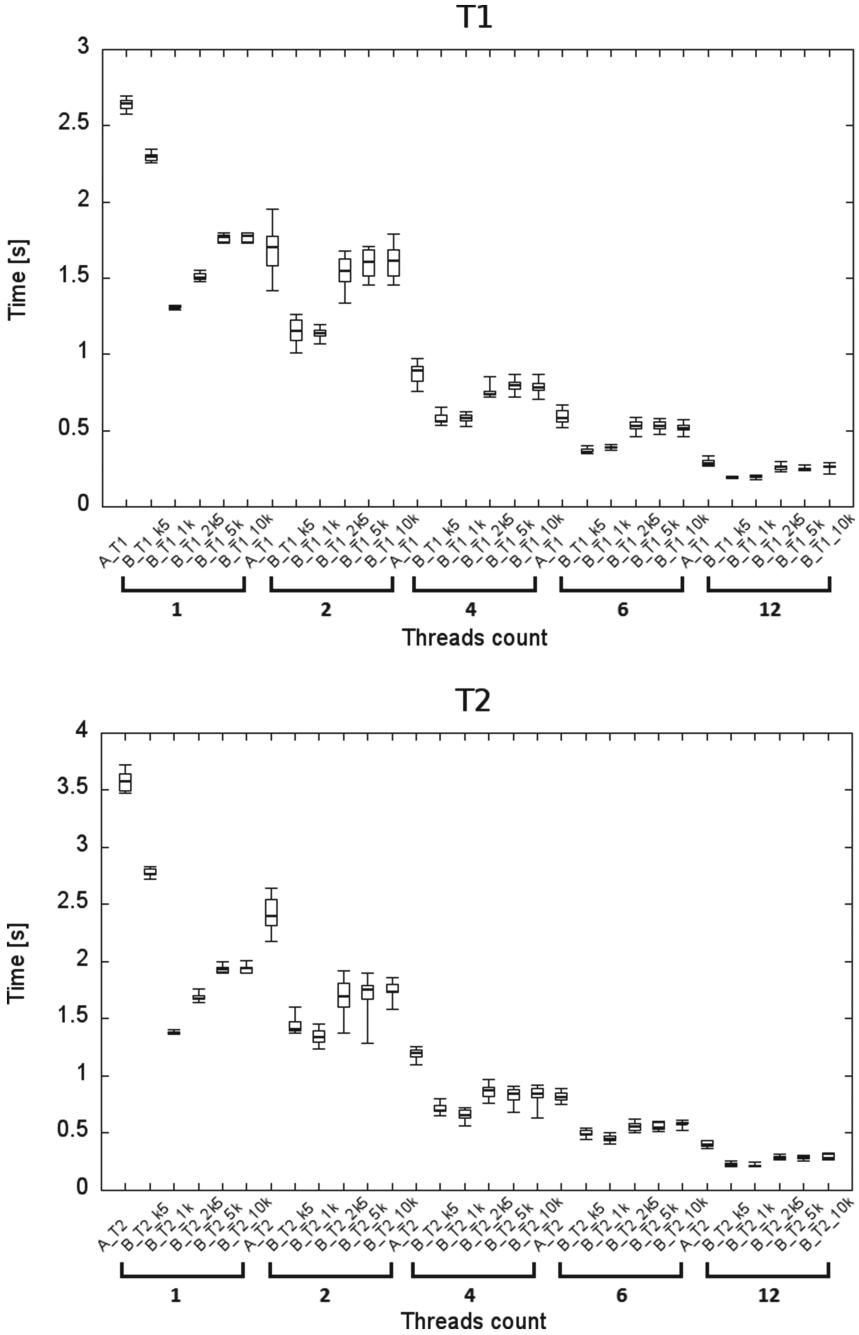 T1
3
2.5
2
1.5
1
0.5
0
Time [s]
A_T1 B_T1_k5 B_T1_1k B_T1_2k5 B_T1_5k B_T1_10k A_T1 B_T1_k5 B_T1_1k B_T1_2k5 B_T1_5k B_T1_10k A_T1 B_T1_k5 B_T1_1k B_T1_2k5 B_T1_5k B_T1_10k A_T1 B_T1_k5 B_T1_1k B_T1_2k5 B_T1_5k B_T1_10k A_T1 B_T1_k5 B_T1_1k B_T1_2k5 B_T1_5k B_T1_10k
1 2 4 6 12
Threads count
T2
4
3.5
3
2.5
2
1.5
1
0.5
0
Time [s]
A_T2 B_T2_k5 B_T2_1k B_T2_2k5 B_T2_5k B_T2_10k A_T2 B_T2_k5 B_T2_1k B_T2_2k5 B_T2_5k B_T2_10k A_T2 B_T2_k5 B_T2_1k B_T2_2k5 B_T2_5k B_T2_10k A_T2 B_T2_k5 B_T2_1k B_T2_2k5 B_T2_5k B_T2_10k A_T2 B_T2_k5 B_T2_1k B_T2_2k5 B_T2_5k B_T2_10k
1 2 4 6 12
Threads count